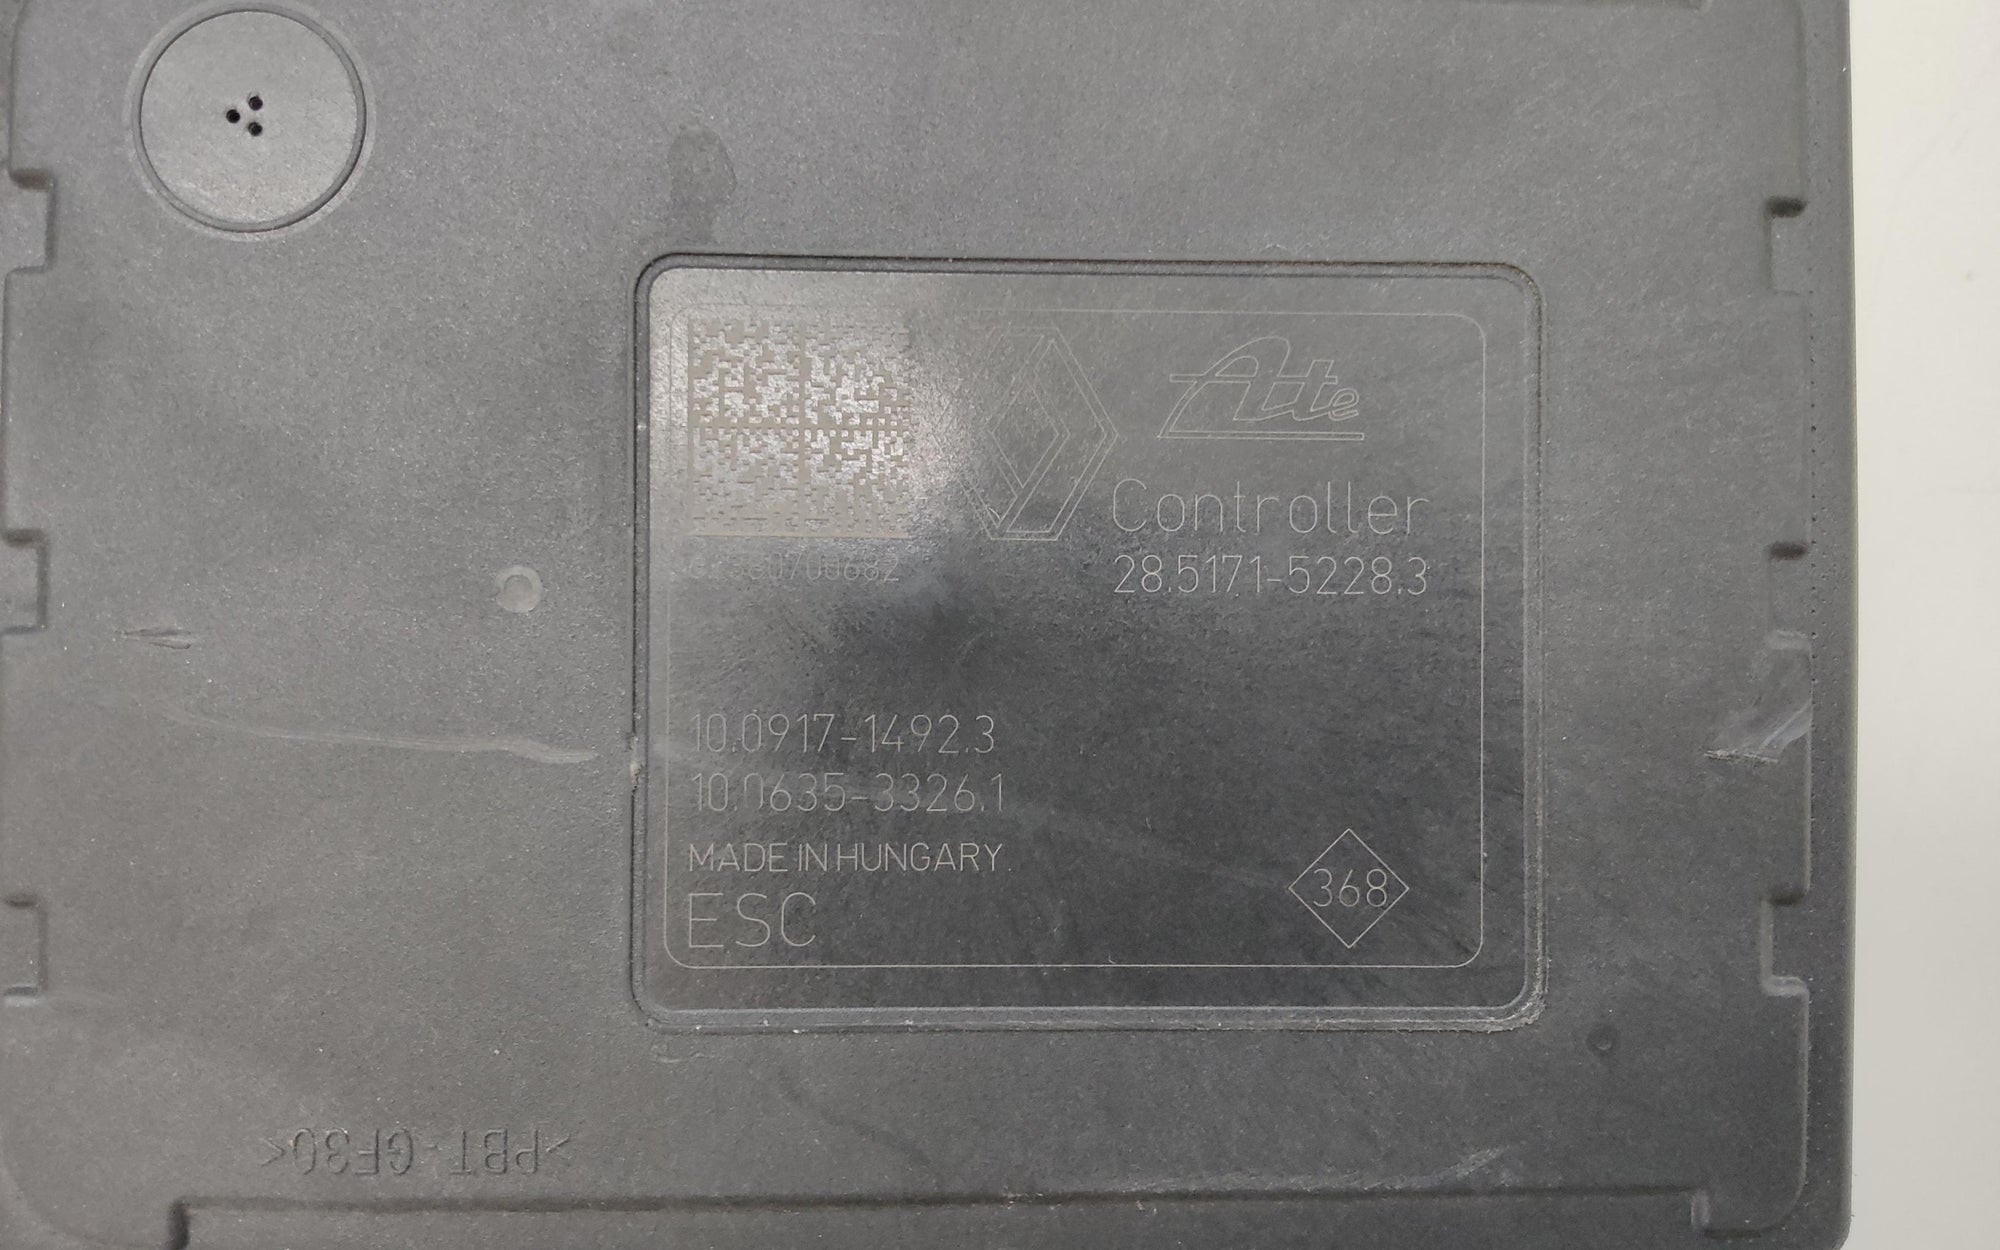 Ate
Controller
28.5171-5228.3
10.0917-1492.3
10.0635-3326.1
MADE IN HUNGARY
ESC
368
>PBT-GF30<